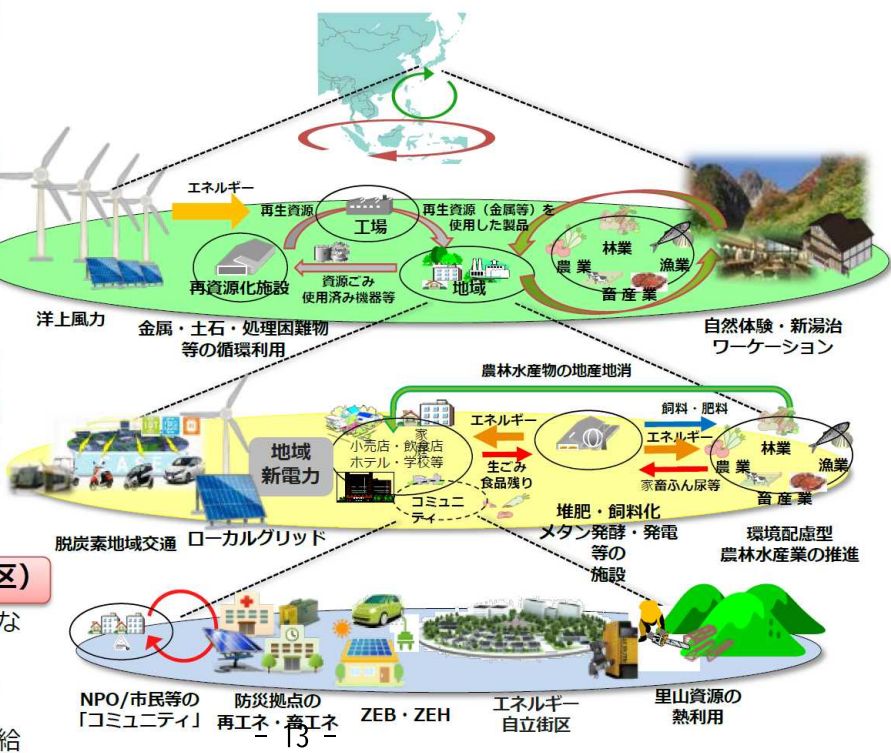 エネルギー
再生資源
工場
再生資源（金属等）を
使用した製品
林業
農業
漁業
畜産業
再資源化施設
資源ごみ
使用済み機器等
地域
洋上風力
金属・土石・処理困難物
等の循環利用
自然体験・新湯治
ワーケーション
農林水産物の地産地消
地域
新電力
家
小売店・飲食店
ホテル・学校等
コミュニ
ティ
エネルギー
生ごみ
食品残り
飼料・肥料
エネルギー
家畜ふん尿等
林業
農業
漁業
畜産業
脱炭素地域交通
ローカルグリッド
堆肥・飼料化
メタン発酵・発電
等の
施設
環境配慮型
農林水産業の推進
区）
な
給
NPO/市民等の
「コミュニティ」
防災拠点の
再エネ・蓄エネ
ZEB・ZEH
エネルギー
自立街区
里山資源の
熱利用
- 13 -